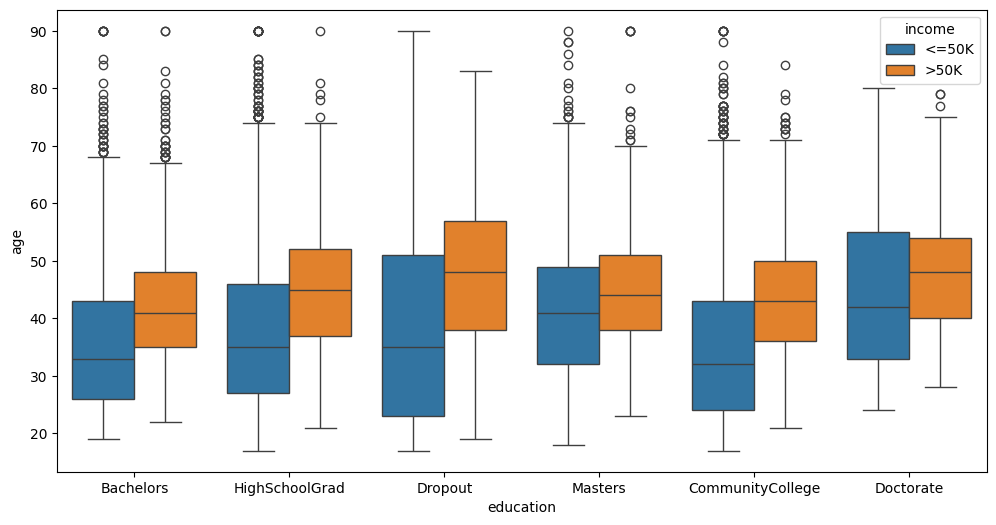 income
<=50K
>50K
90
80
70
60
50
40
30
20
age
Bachelors HighSchoolGrad Dropout Masters CommunityCollege Doctorate
education